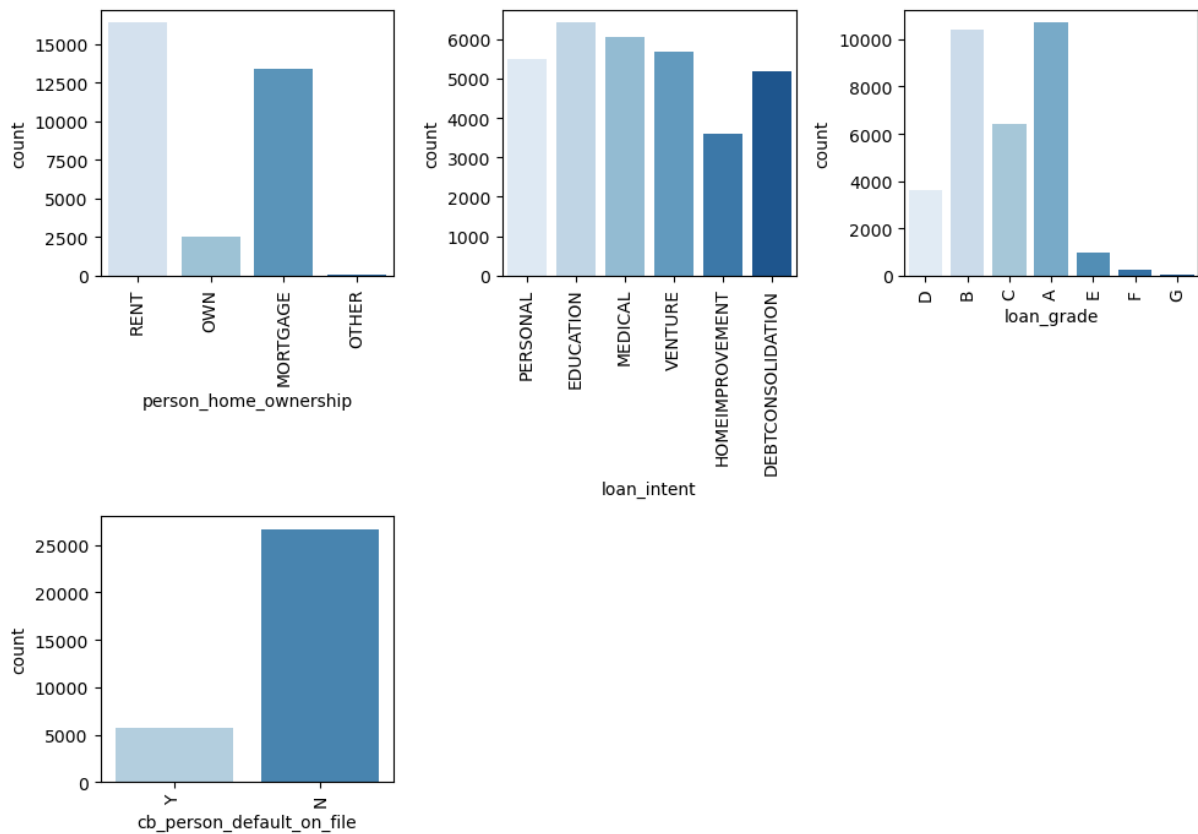 count
15000
12500
10000
7500
5000
2500
0
RENT
OWN
MORTGAGE
OTHER
person_home_ownership
count
6000
5000
4000
3000
2000
1000
0
PERSONAL
EDUCATION
MEDICAL
VENTURE
HOMEIMPROVEMENT
DEBTCONSOLIDATION
loan_intent
count
10000
8000
6000
4000
2000
0
D
B
C
A
E
F
G
loan_grade
count
25000
20000
15000
10000
5000
0
Y
N
cb_person_default_on_file